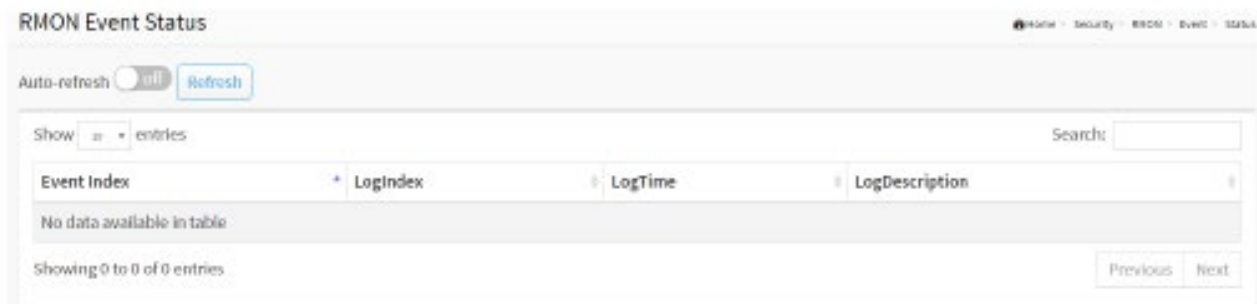 RMON Event Status
Home > Security > RMON > Event > Status
Auto-refresh off Refresh
Show entries
Search:
Event Index LogIndex LogTime LogDescription
No data available in table
Showing 0 to 0 of 0 entries
Previous Next